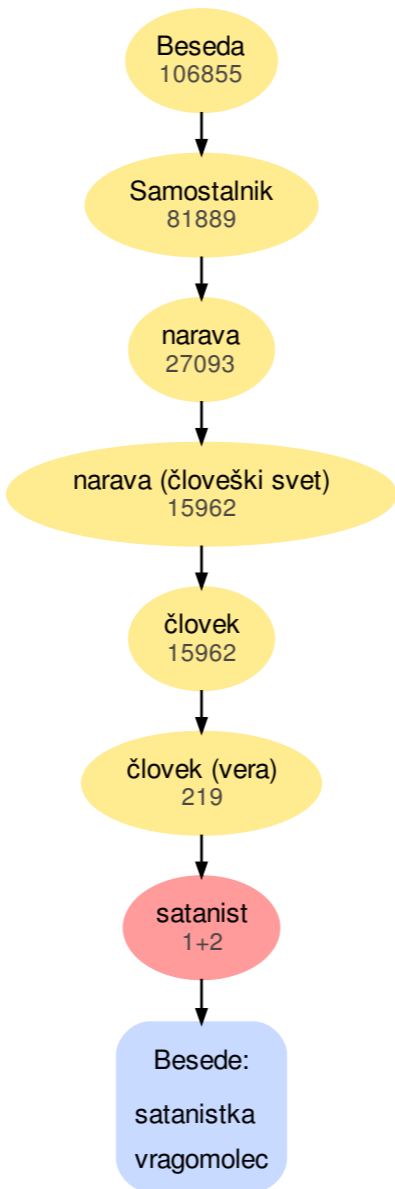 Beseda
106855
Samostalnik
81889
narava
27093
narava (človeški svet)
15962
človek
15962
človek (vera)
219
satanist
1+2
Besede:
satanistka
vragomolec